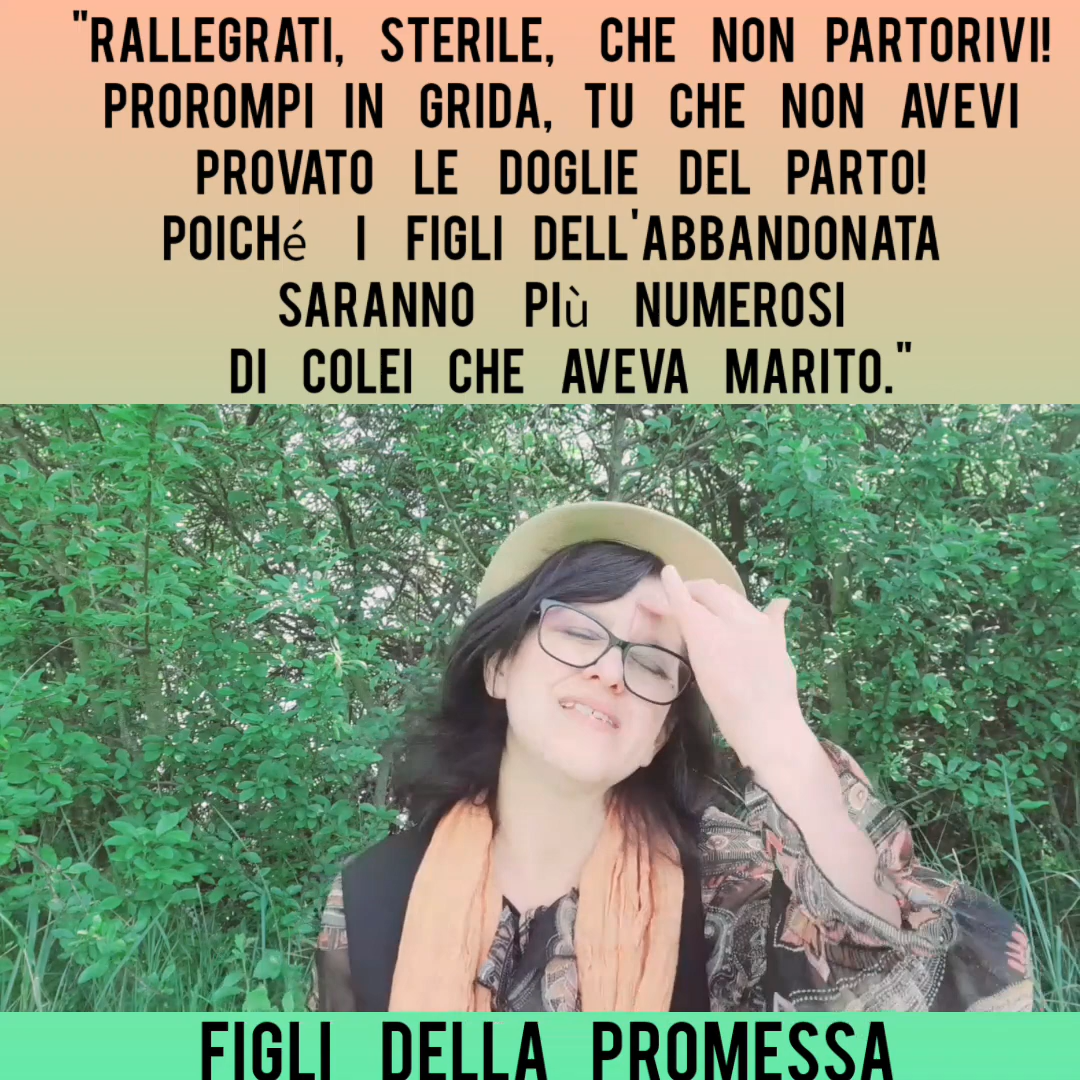 "RALLEGRATI, STERILE, CHE NON PARTORIVI!
PROROMPI IN GRIDA, TU CHE NON AVEVI
PROVATO LE DOGLIE DEL PARTO!
POICHé I FIGLI DELL'ABBANDONATA
SARANNO PIù NUMEROSI
DI COLEI CHE AVEVA MARITO."
FIGLI DELLA PROMESSA